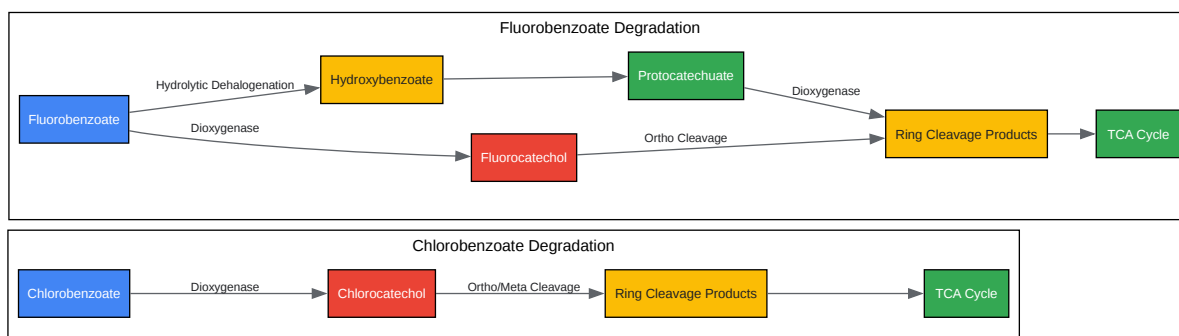 Fluorobenzoate Degradation
Hydrolytic Dehalogenation
Hydroxybenzoate
Protocatechuate
Dioxygenase
Fluorobenzoate
Dioxygenase
Fluorocatechol
Ortho Cleavage
Ring Cleavage Products
TCA Cycle
Chlorobenzoate Degradation
Chlorobenzoate
Dioxygenase
Chlorocatechol
Ortho/Meta Cleavage
Ring Cleavage Products
TCA Cycle